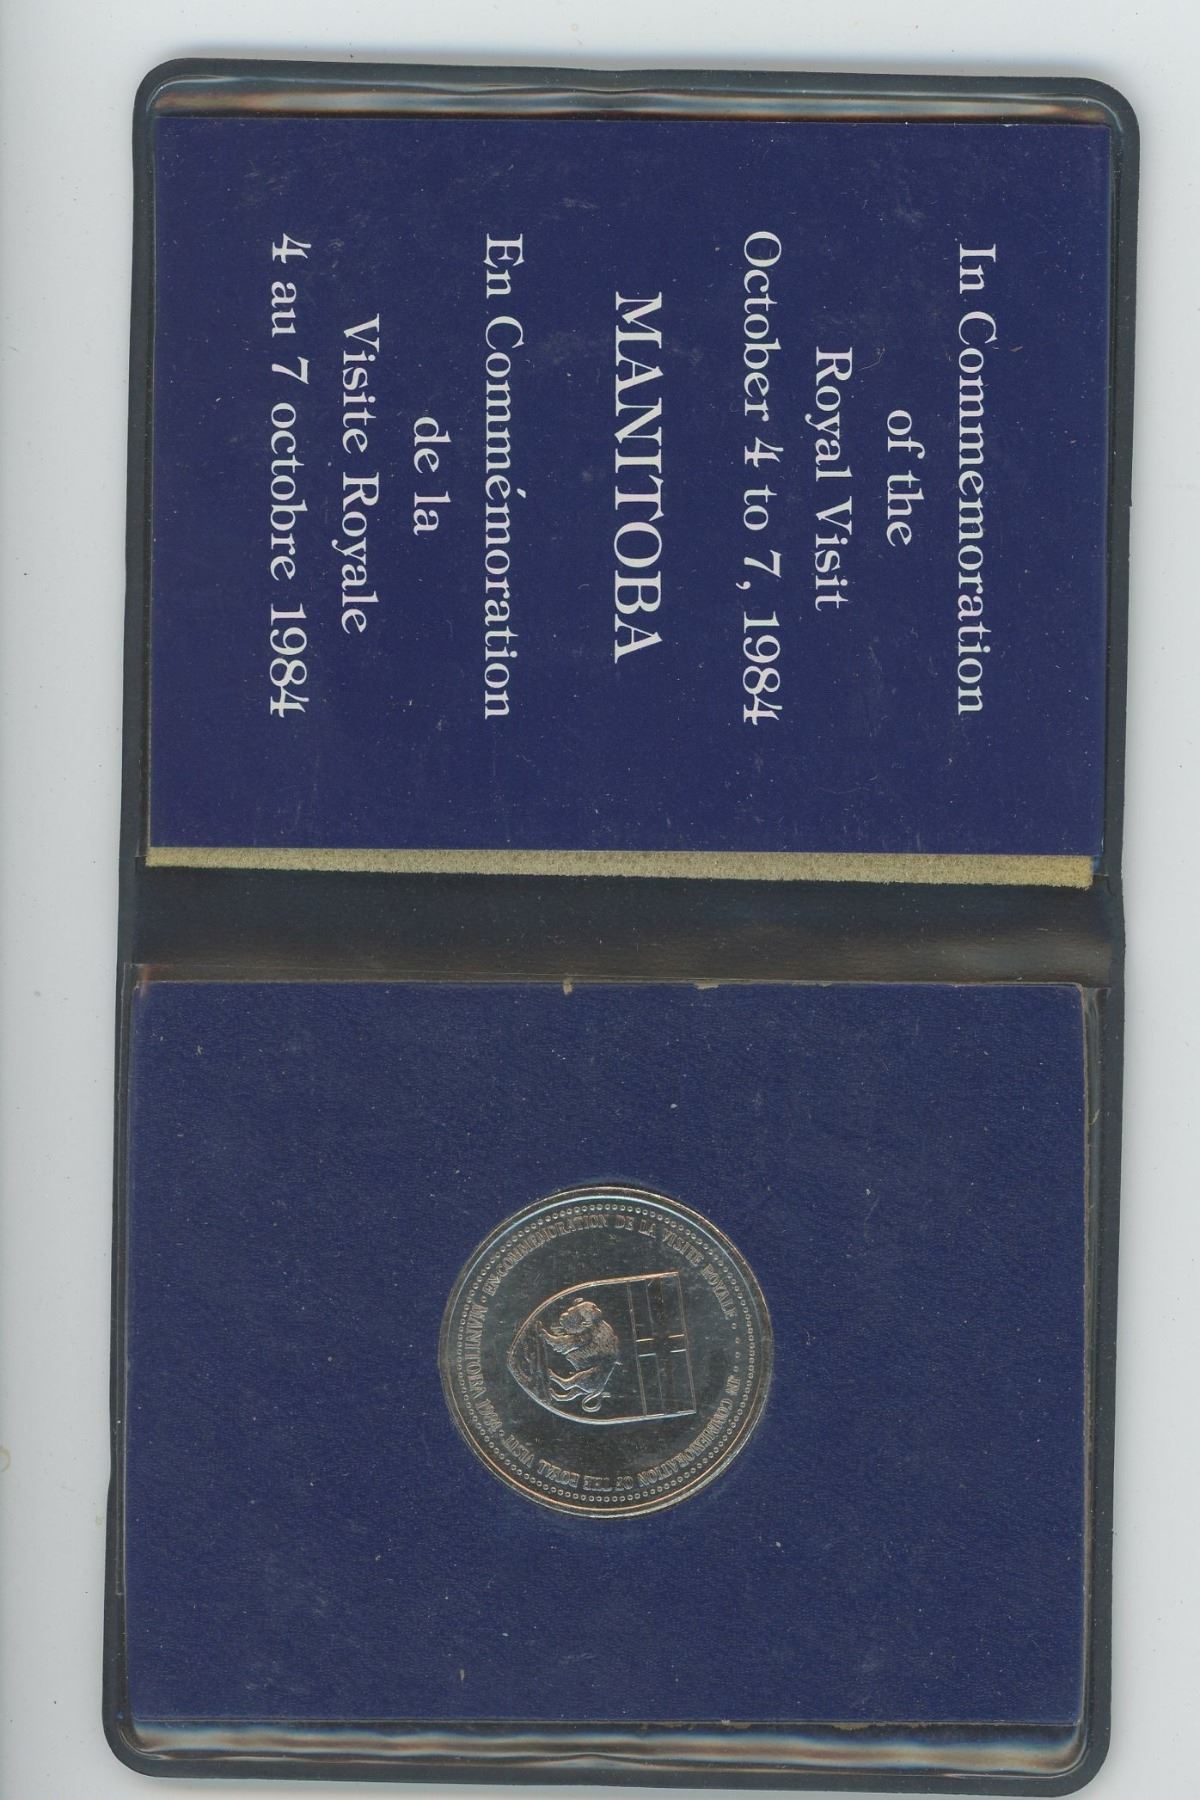 In Commemoration
of the
Royal Visit
October 4 to 7, 1984
MANITOBA
En Commémoration
de la
Visite Royale
4 au 7 octobre 1984
EN COMMEMORATION DE LA VISITE ROYALE
IN COMMEMORATION OF THE ROYAL VISIT
MANITOBA 1984